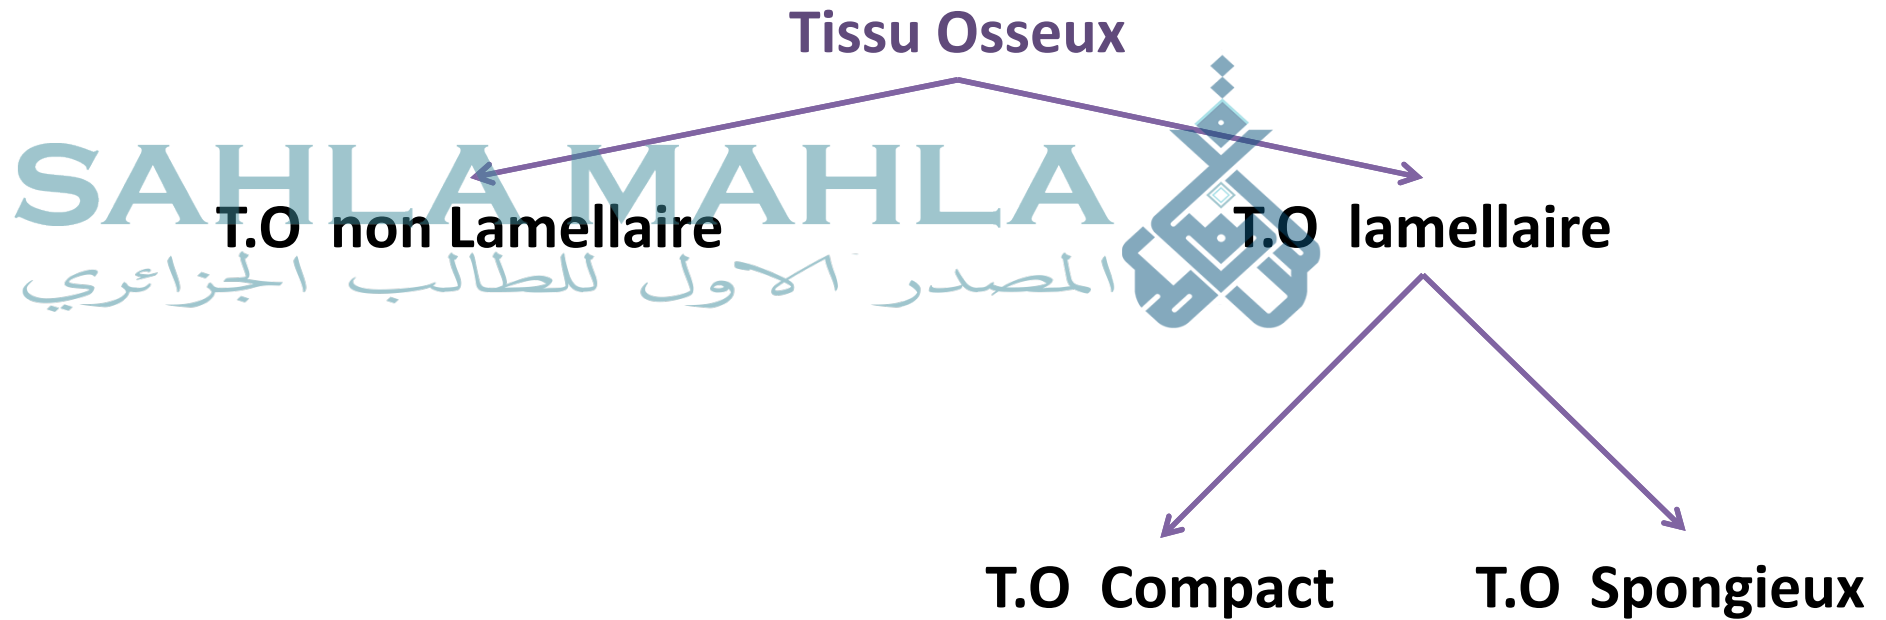 Tissu Osseux
SAHLA MAHLA
T.O non Lamellaire
T.O lamellaire
المصدر الاول للطالب الجزائري
T.O Compact
T.O Spongieux